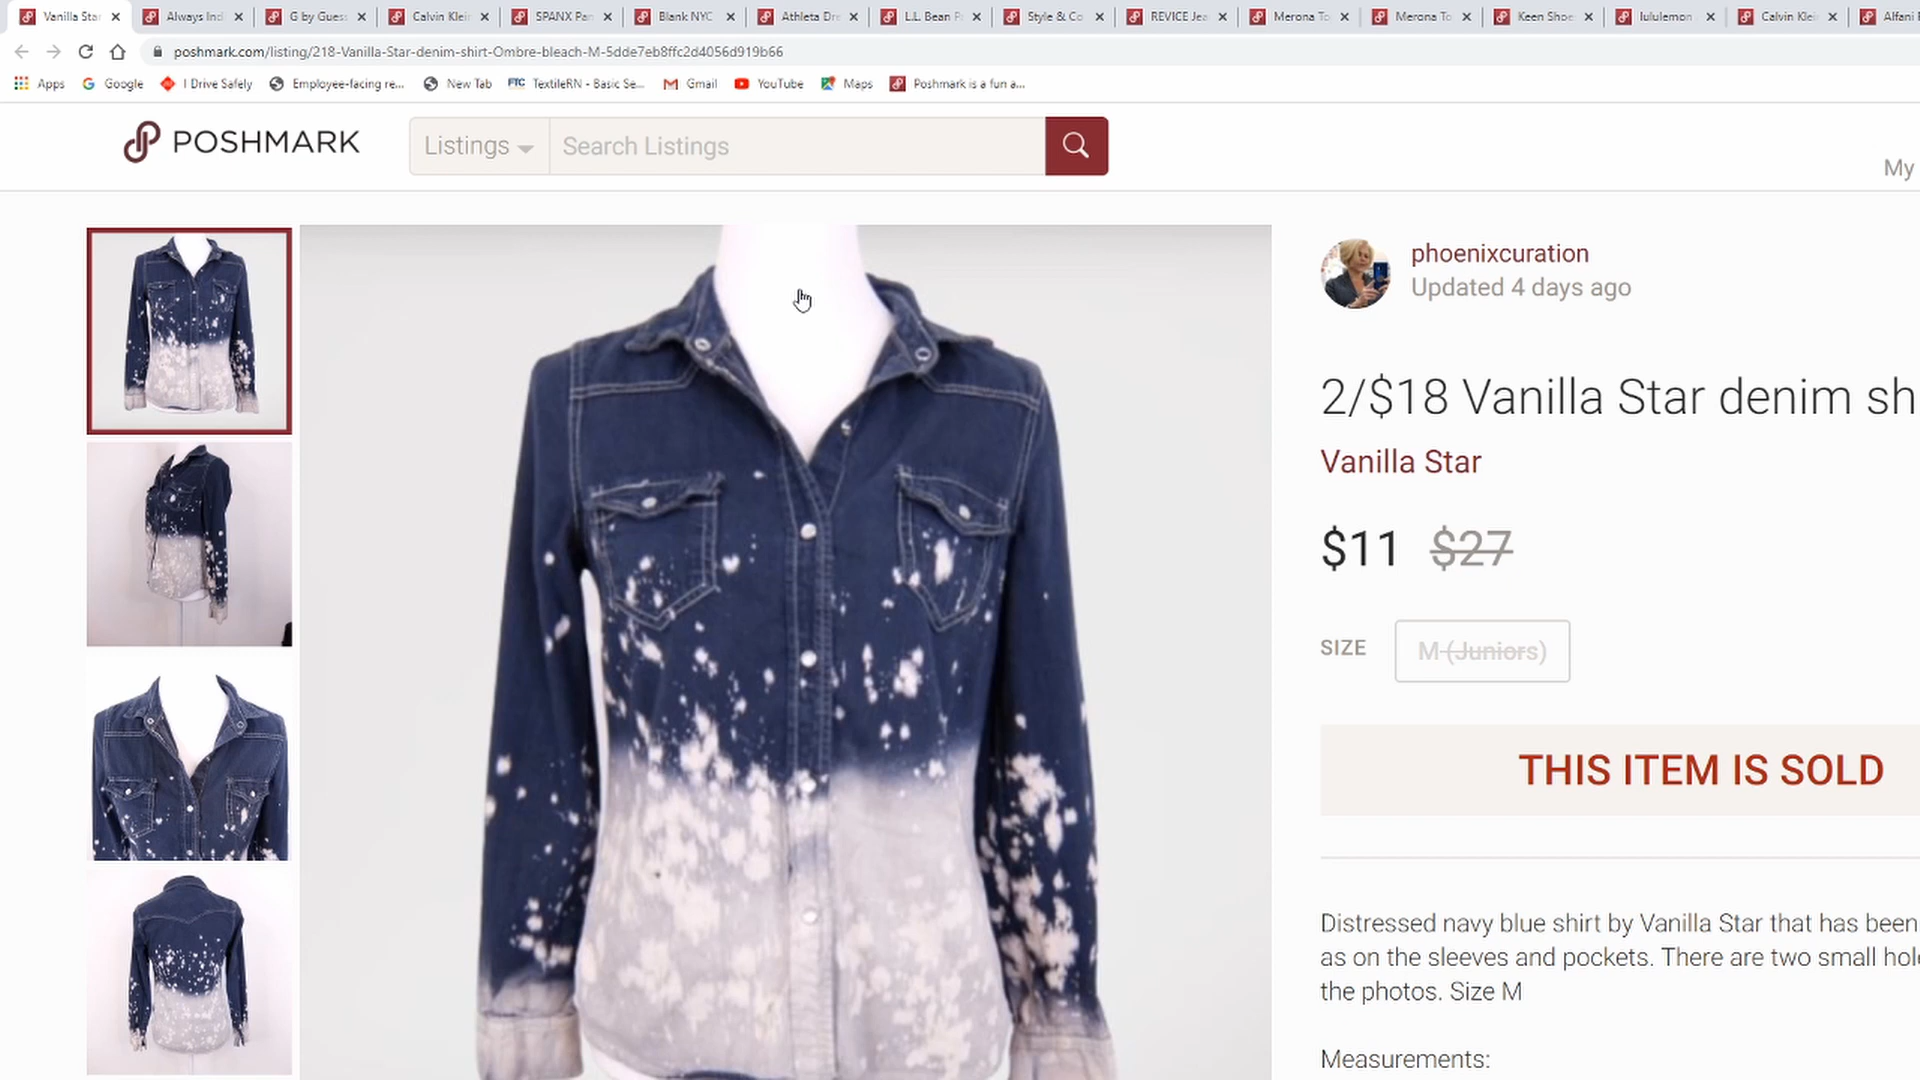 Vanilla Star
Always Ind
G by Guess
Calvin Klein
SPANX Pan
Blank NYC
Athleta Dre
L.L. Bean P
Style & Co
REVICE Jea
Merona To
Merona To
Keen Shoe
lululemon
Calvin Klei
Alfani
poshmark.com/listing/218-Vanilla-Star-denim-shirt-Ombre-bleach-M-5dde7eb8ffc2d4056d919b66
Apps
Google
I Drive Safely
Employee-facing re...
New Tab
FTC TextileRN - Basic Se...
Gmail
YouTube
Maps
Poshmark is a fun a...
POSHMARK
Listings
Search Listings
My
phoenixcuration
Updated 4 days ago
2/$18 Vanilla Star denim sh
Vanilla Star
$11 $27
SIZE M (Juniors)
THIS ITEM IS SOLD
Distressed navy blue shirt by Vanilla Star that has been
as on the sleeves and pockets. There are two small hol
the photos. Size M
Measurements: